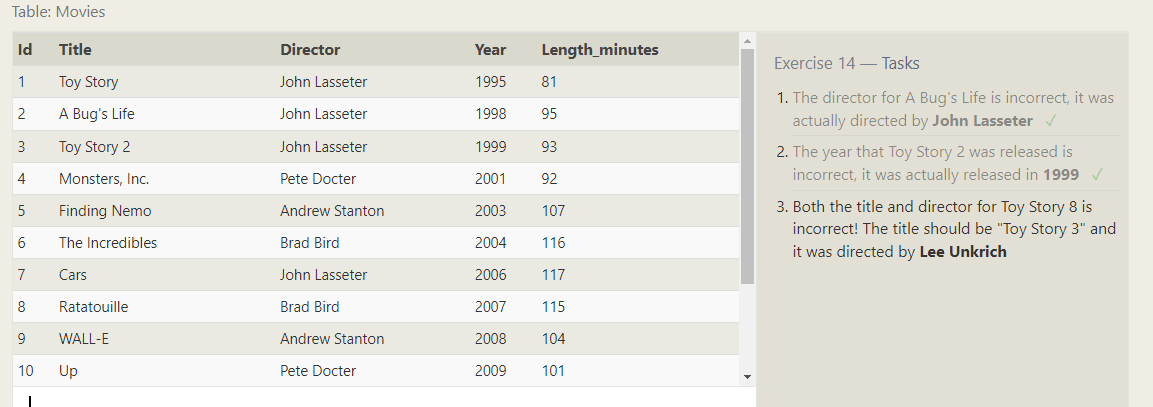 Table: Movies
Id Title Director Year Length_minutes
1 Toy Story John Lasseter 1995 81
2 A Bug's Life John Lasseter 1998 95
3 Toy Story 2 John Lasseter 1999 93
4 Monsters, Inc. Pete Docter 2001 92
5 Finding Nemo Andrew Stanton 2003 107
6 The Incredibles Brad Bird 2004 116
7 Cars John Lasseter 2006 117
8 Ratatouille Brad Bird 2007 115
9 WALL-E Andrew Stanton 2008 104
10 Up Pete Docter 2009 101
Exercise 14 — Tasks
1. The director for A Bug's Life is incorrect, it was
actually directed by John Lasseter ✓
2. The year that Toy Story 2 was released is
incorrect, it was actually released in 1999 ✓
3. Both the title and director for Toy Story 8 is
incorrect! The title should be "Toy Story 3" and
it was directed by Lee Unkrich